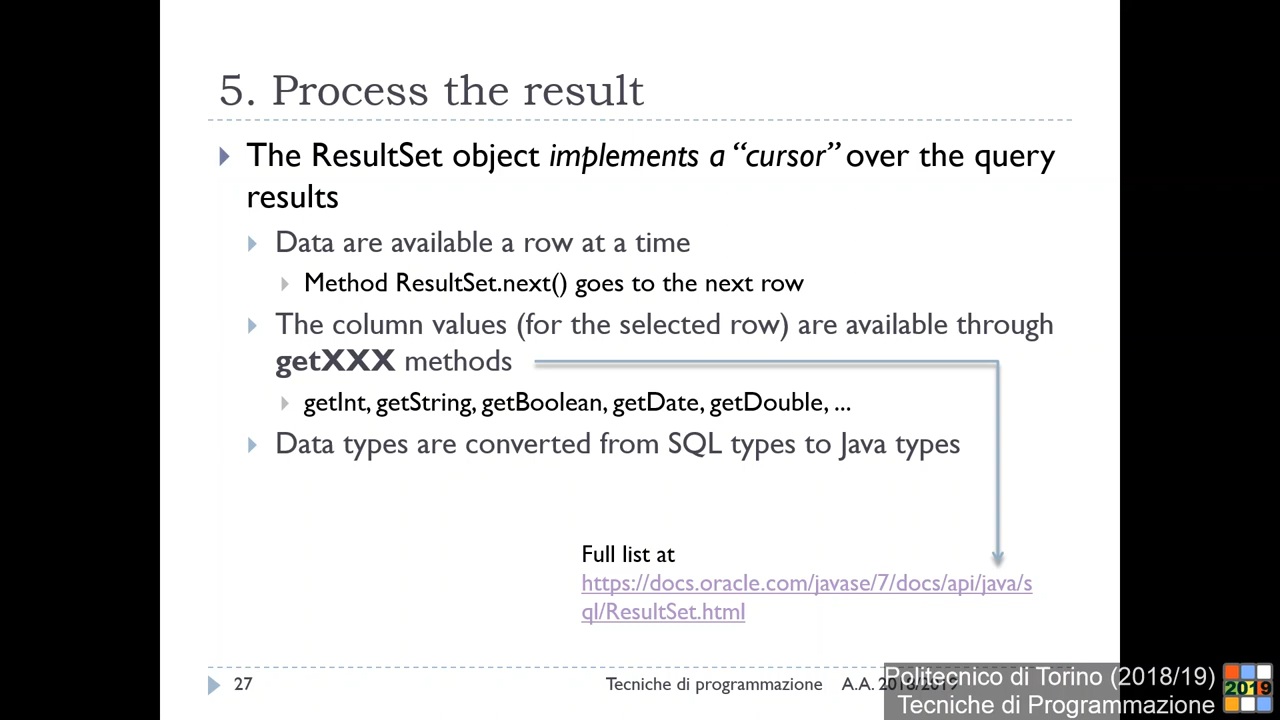 5. Process the result
The ResultSet object implements a “cursor” over the query
results
Data are available a row at a time
Method ResultSet.next() goes to the next row
The column values (for the selected row) are available through
getXXX methods
getInt, getString, getBoolean, getDate, getDouble, ...
Data types are converted from SQL types to Java types
Full list at
https://docs.oracle.com/javase/7/docs/api/java/s
ql/ResultSet.html
27
Tecniche di programmazione A.A. 2018/2019
Politecnico di Torino (2018/19)
Tecniche di Programmazione
2019